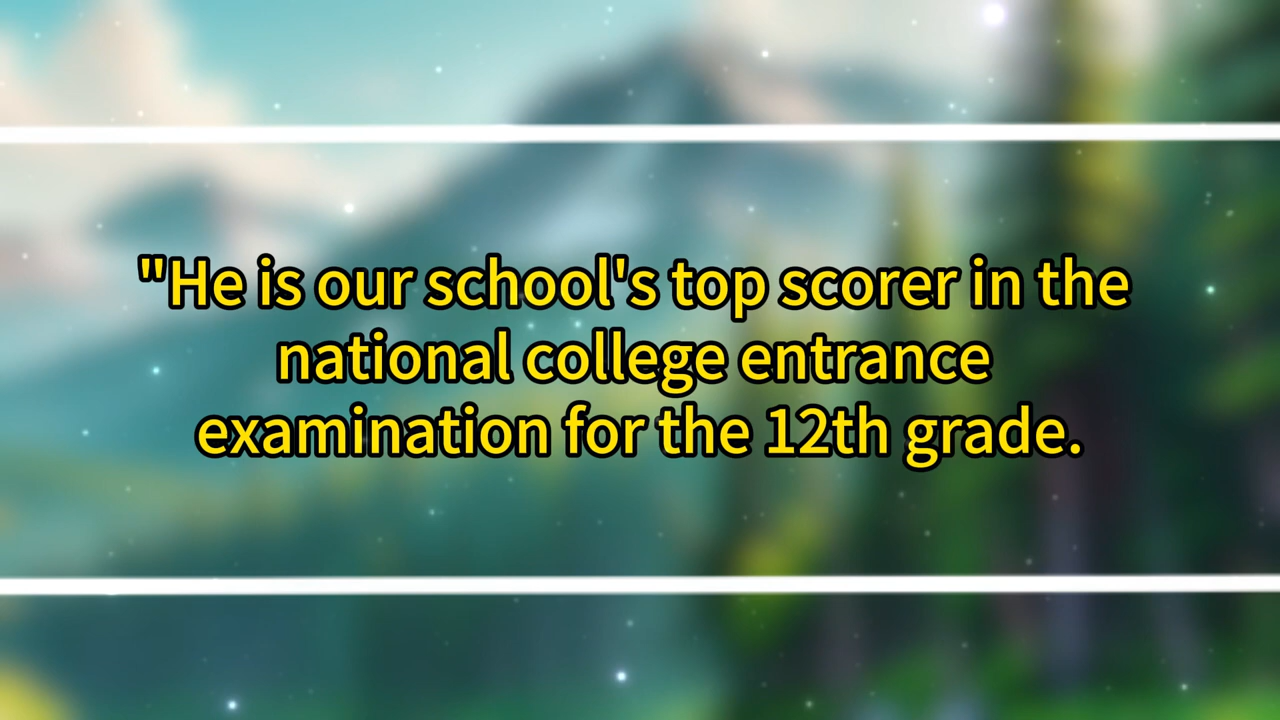 "He is our school's top scorer in the
national college entrance
examination for the 12th grade.